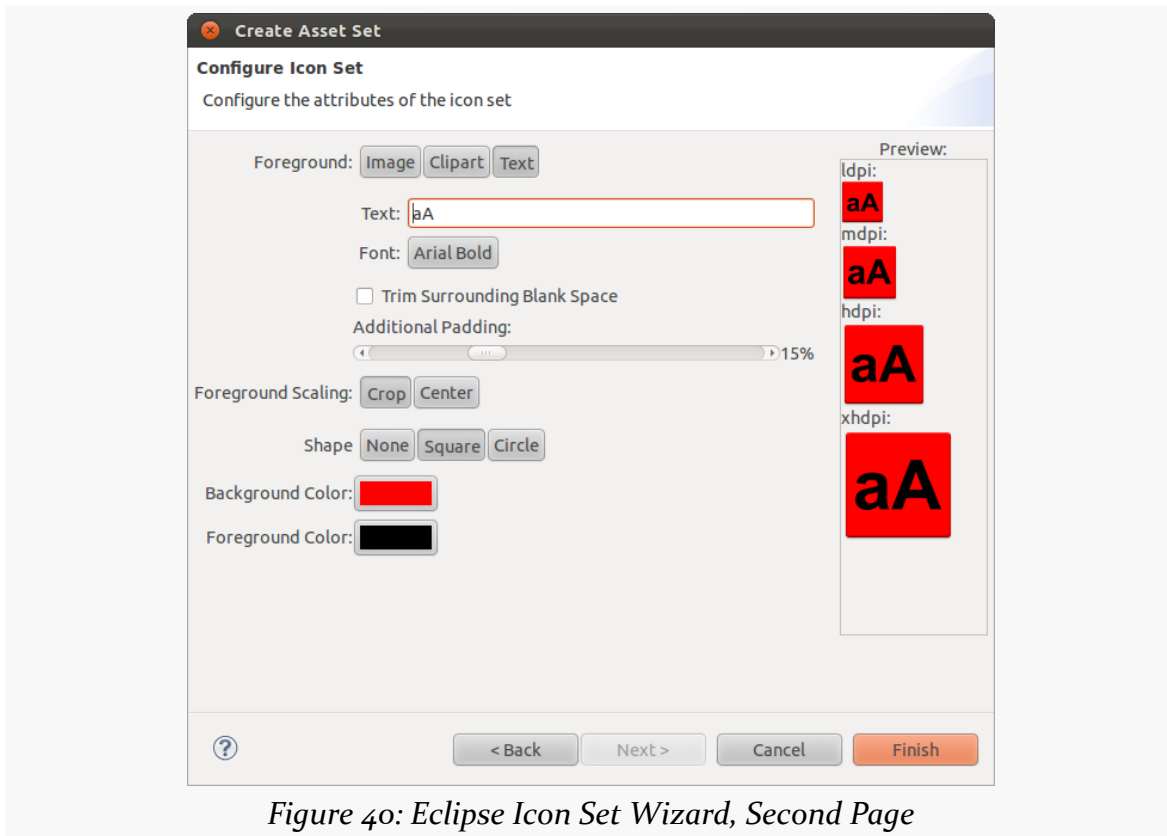 Create Asset Set
Configure Icon Set
Configure the attributes of the icon set
Foreground: Image Clipart Text
Text: aA
Font: Arial Bold
Trim Surrounding Blank Space
Additional Padding:
15%
Foreground Scaling: Crop Center
Shape None Square Circle
Background Color:
Foreground Color:
Preview:
ldpi:
aA
mdpi:
aA
hdpi:
aA
xhdpi:
aA
?
< Back Next > Cancel Finish
Figure 40: Eclipse Icon Set Wizard, Second Page